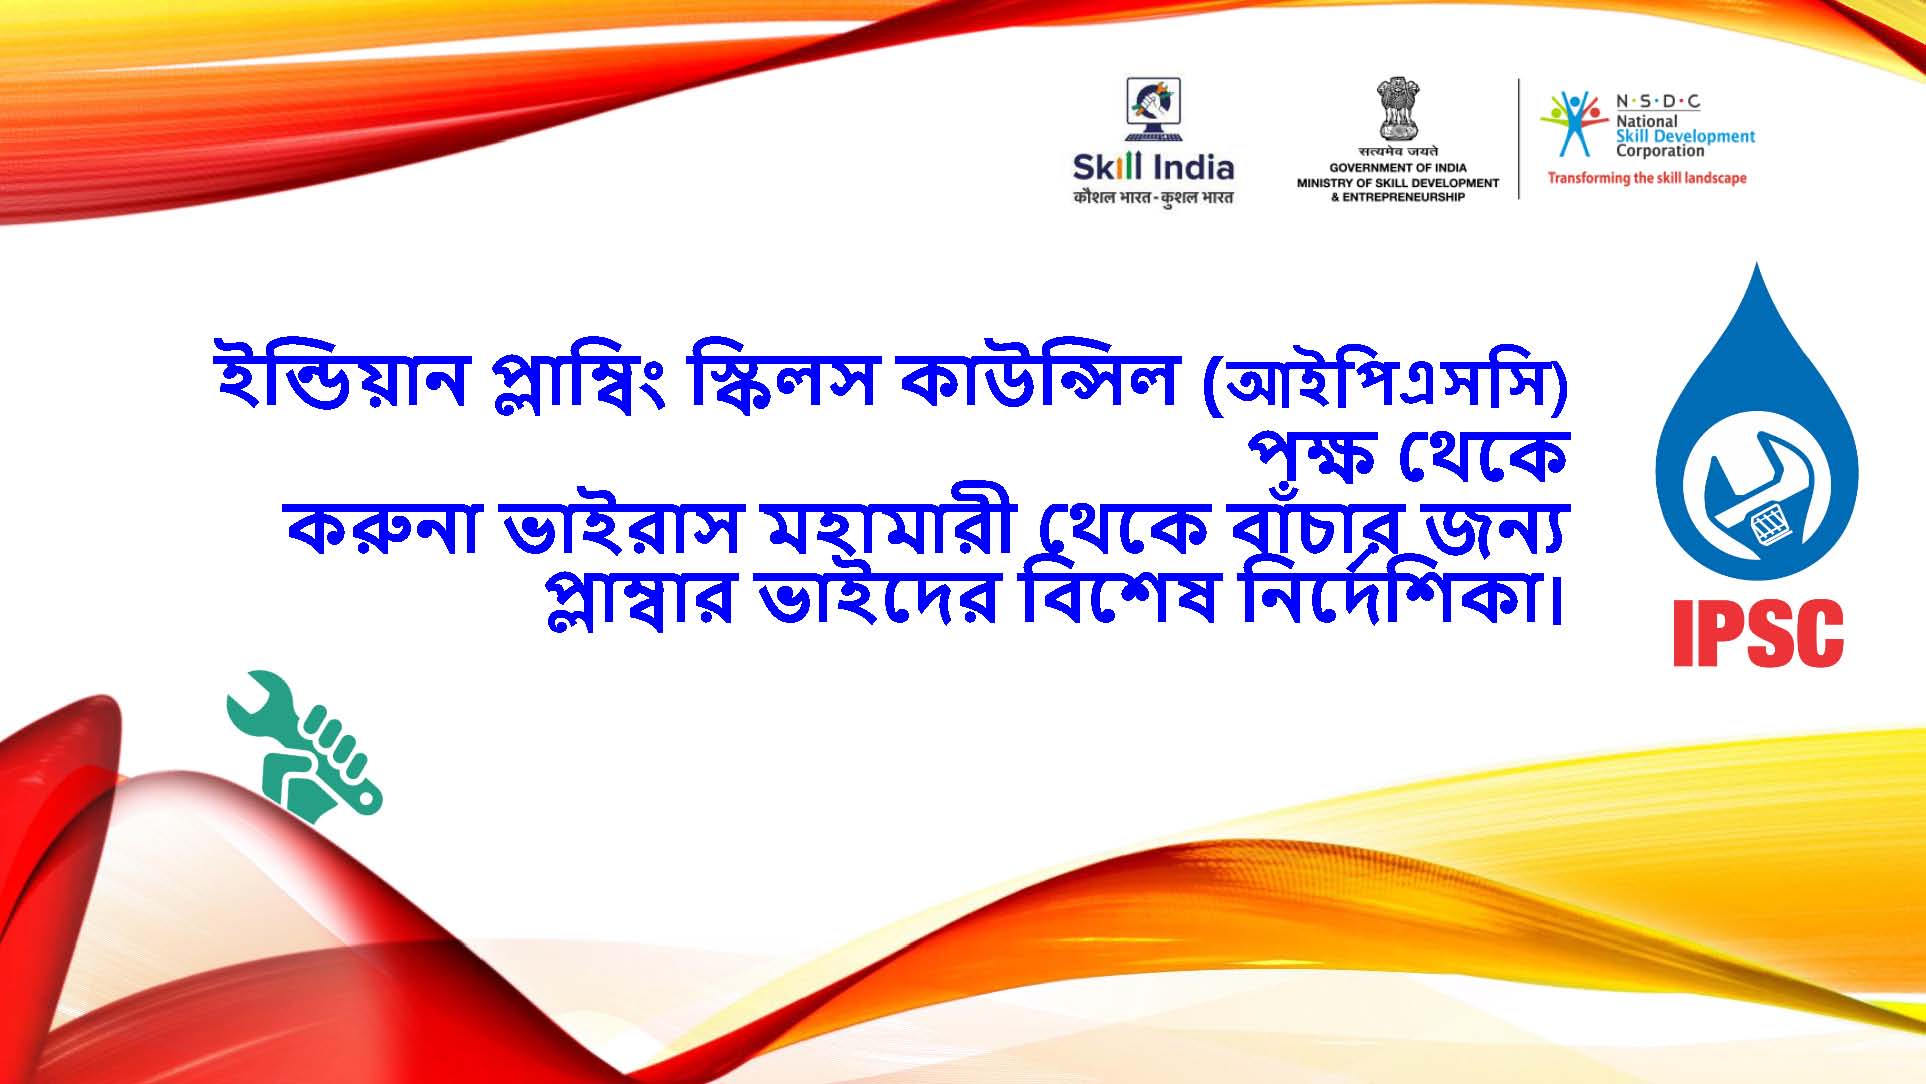 Skill India
कौशल भारत - कुशल भारत
सत्यमेव जयते
GOVERNMENT OF INDIA
MINISTRY OF SKILL DEVELOPMENT
& ENTREPRENEURSHIP
N·S·D·C
National
Skill Development
Corporation
Transforming the skill landscape
ইন্ডিয়ান প্লাম্বিং স্কিলস কাউন্সিল (আইপিএসসি)
পক্ষ থেকে
করুনা ভাইরাস মহামারী থেকে বাঁচার জন্য
প্লাম্বার ভাইদের বিশেষ নির্দেশিকা।
IPSC